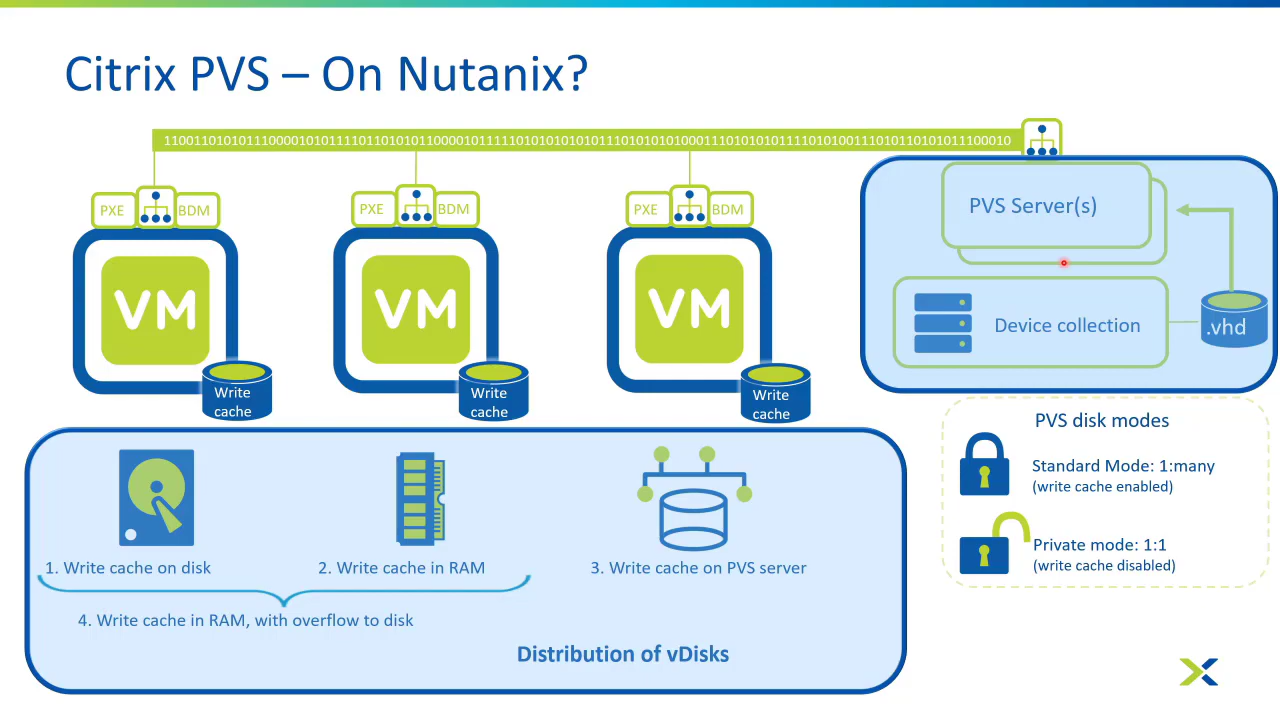 Citrix PVS – On Nutanix?
PXE
BDM
PXE
BDM
PXE
BDM
PVS Server(s)
VM
VM
VM
Device collection
.vhd
Write
cache
Write
cache
Write
cache
PVS disk modes
Standard Mode: 1:many
(write cache enabled)
Private mode: 1:1
(write cache disabled)
1. Write cache on disk
2. Write cache in RAM
3. Write cache on PVS server
4. Write cache in RAM, with overflow to disk
Distribution of vDisks